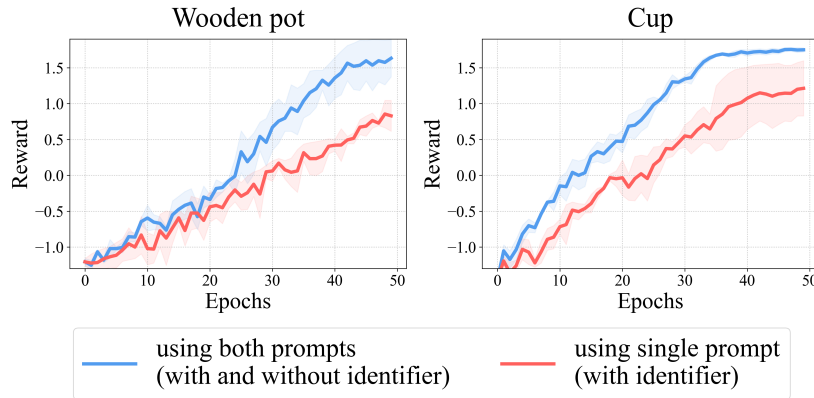 Wooden pot
Cup
1.5
1.0
0.5
0.0
−0.5
−1.0
Reward
0
10
20
30
40
50
Epochs
1.5
1.0
0.5
0.0
−0.5
−1.0
Reward
0
10
20
30
40
50
Epochs
using both prompts
(with and without identifier)
using single prompt
(with identifier)